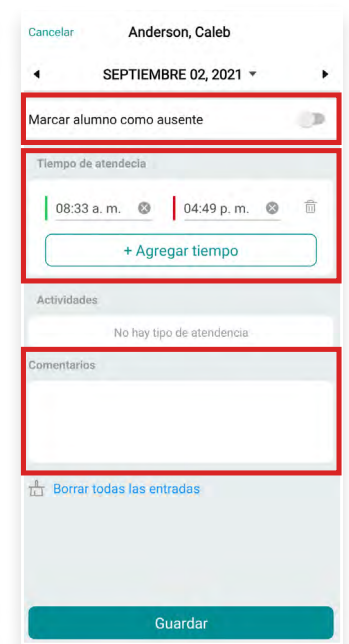 Cancelar Anderson, Caleb
SEPTIEMBRE 02, 2021
Marcar alumno como ausente
Tiempo de atendecia
08:33 a. m. 04:49 p. m.
+ Agregar tiempo
Actividades
No hay tipo de atendencia
Comentarios
Borrar todas las entradas
Guardar